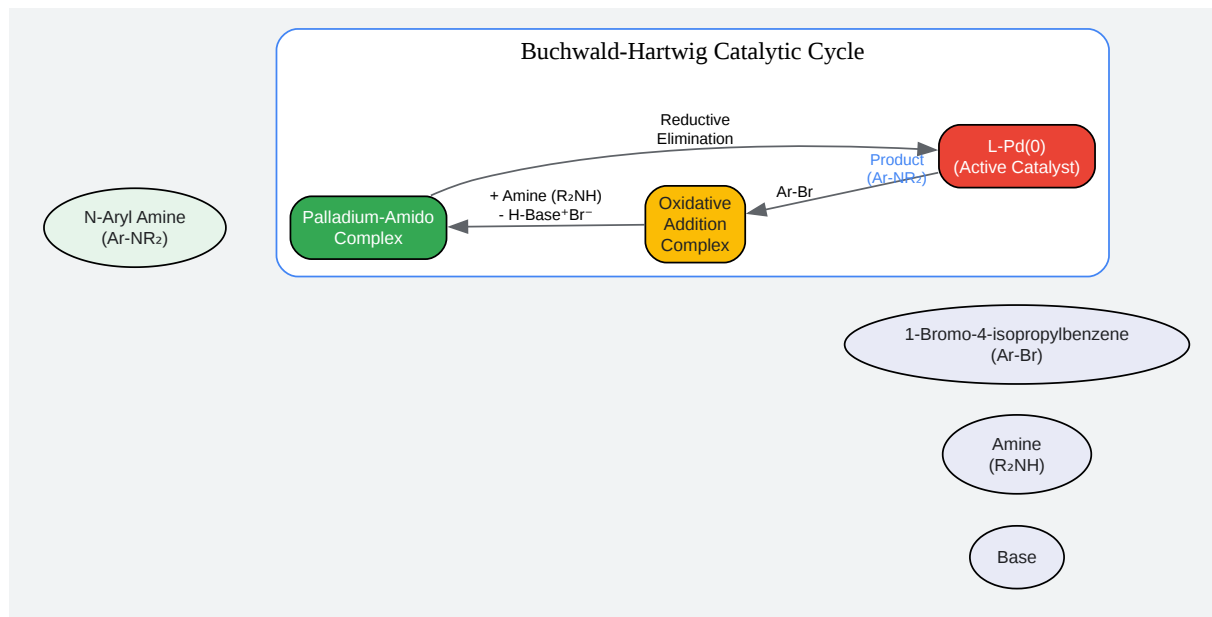 Buchwald-Hartwig Catalytic Cycle
Reductive
Elimination
L-Pd(0)
(Active Catalyst)
Product
(Ar-NR₂)
Ar-Br
+ Amine (R₂NH)
- H-Base⁺Br⁻
Oxidative
Addition
Complex
Palladium-Amido
Complex
N-Aryl Amine
(Ar-NR₂)
1-Bromo-4-isopropylbenzene
(Ar-Br)
Amine
(R₂NH)
Base